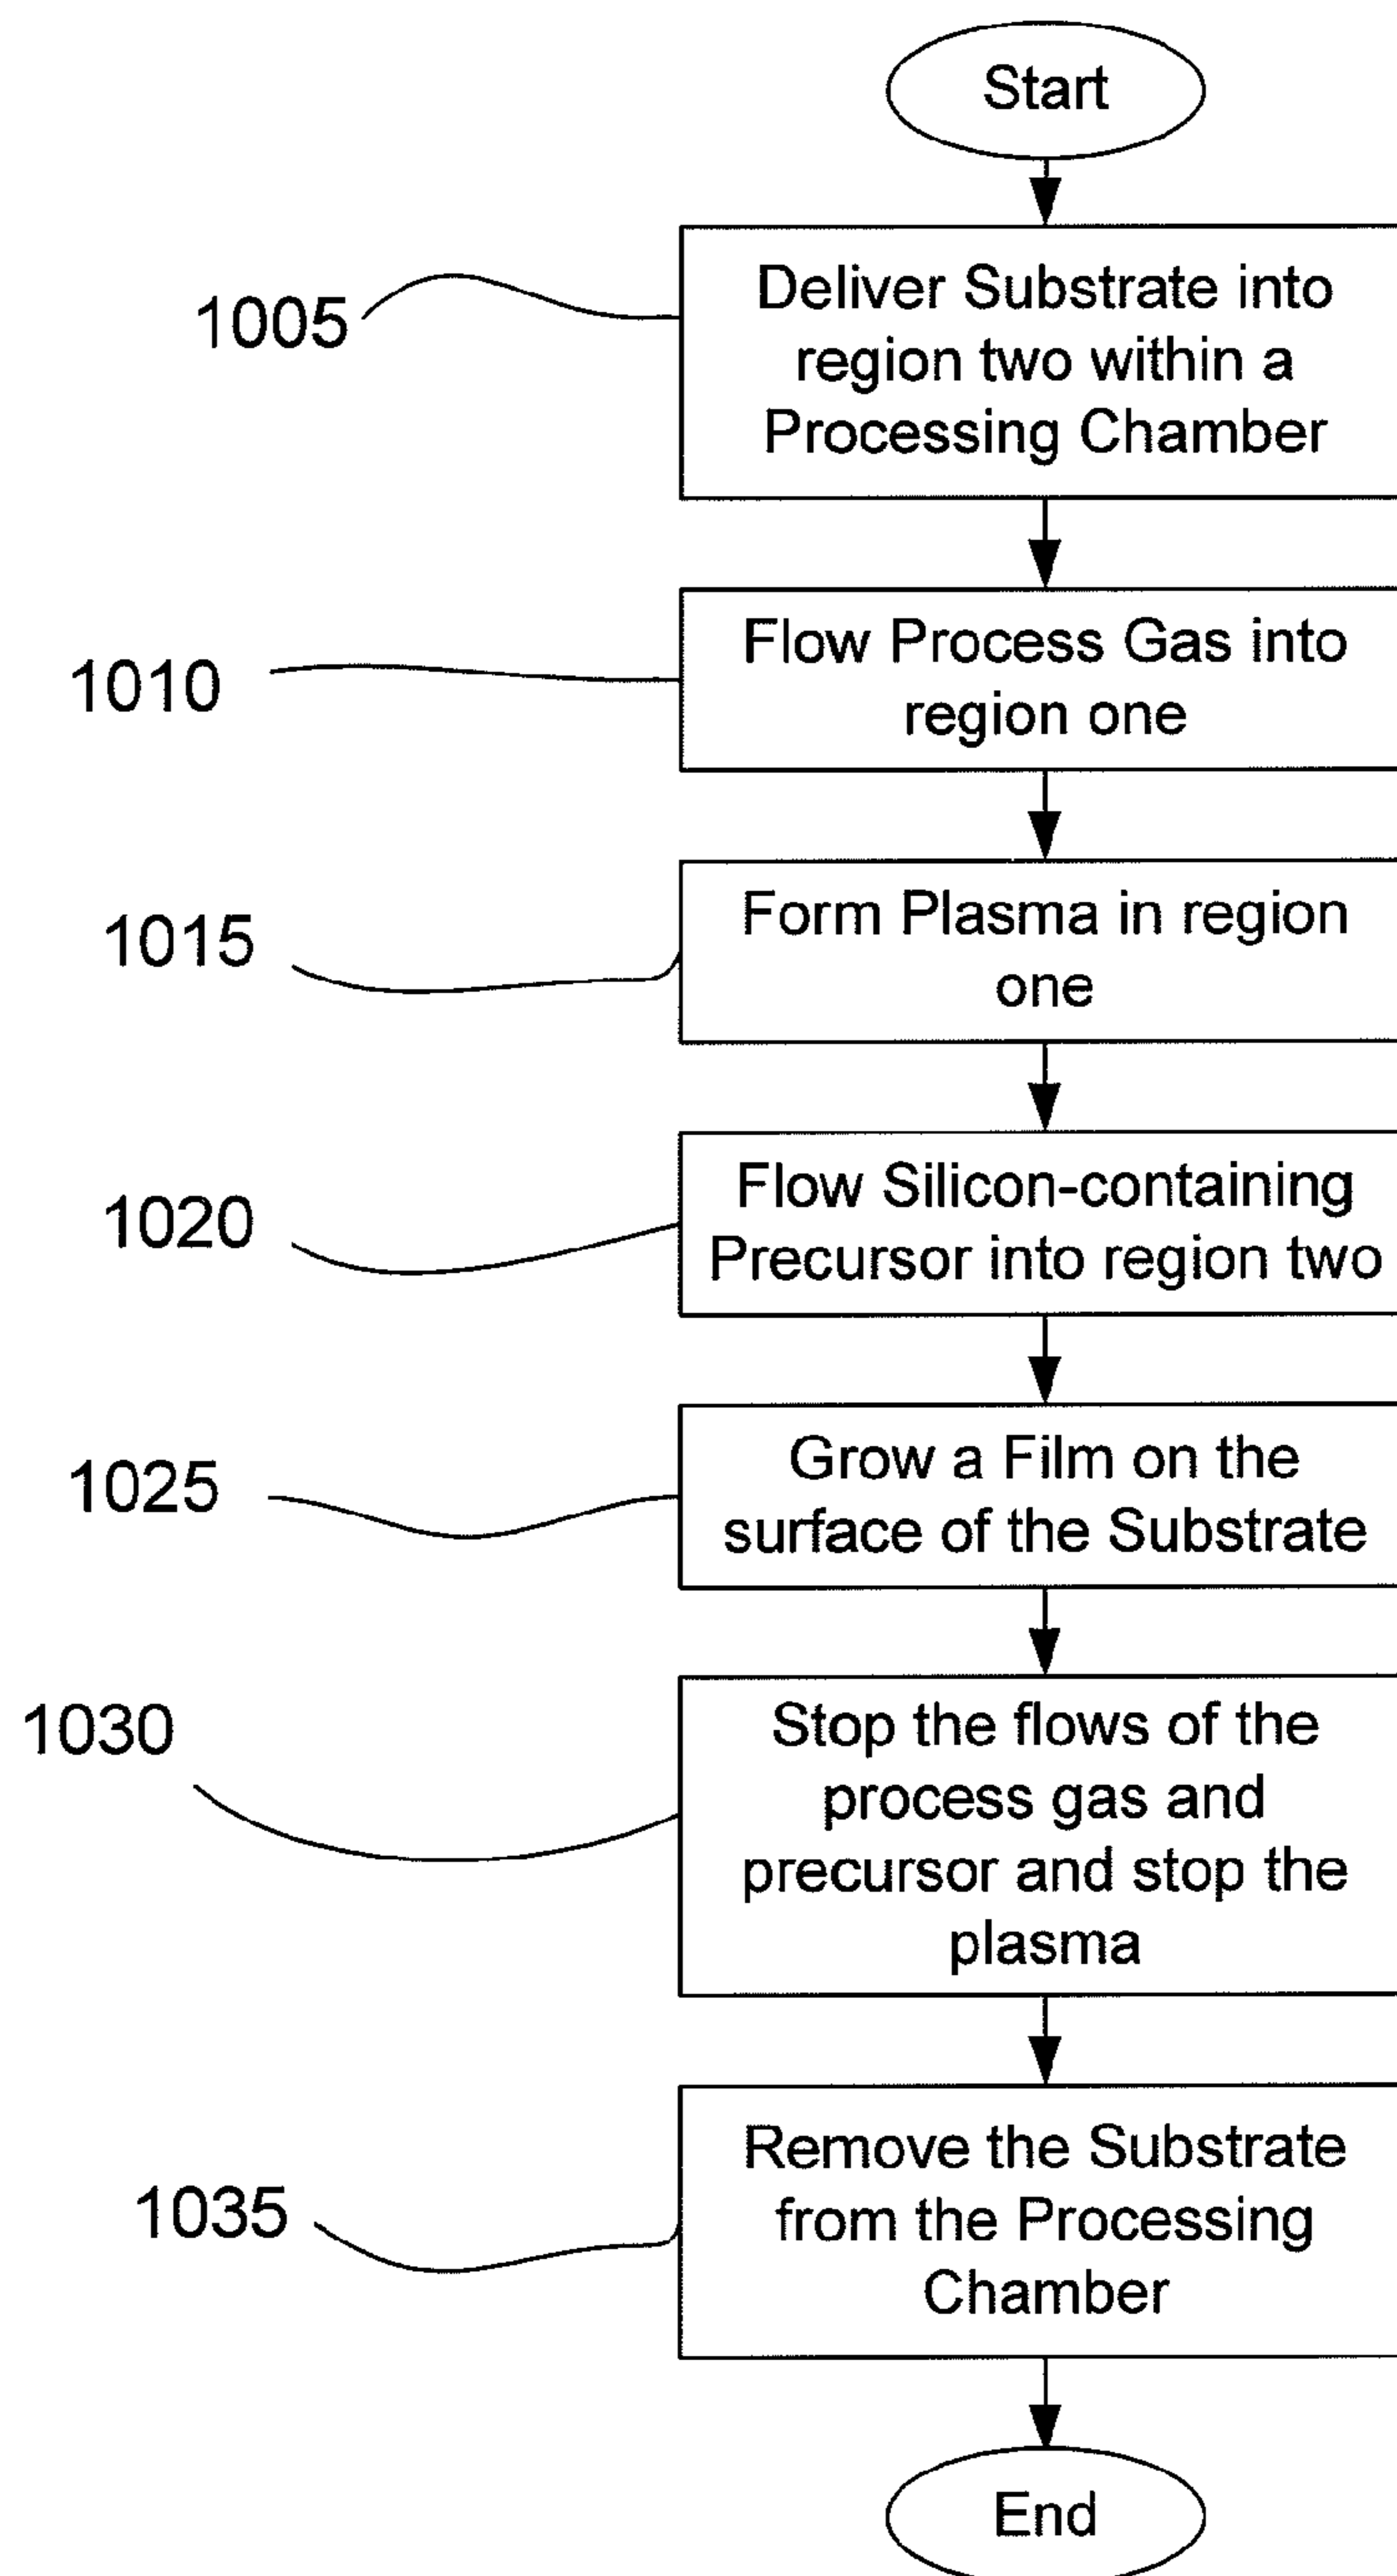 Start
1005
Deliver Substrate into
region two within a
Processing Chamber
1010
Flow Process Gas into
region one
1015
Form Plasma in region
one
1020
Flow Silicon-containing
Precursor into region two
1025
Grow a Film on the
surface of the Substrate
1030
Stop the flows of the
process gas and
precursor and stop the
plasma
1035
Remove the Substrate
from the Processing
Chamber
End